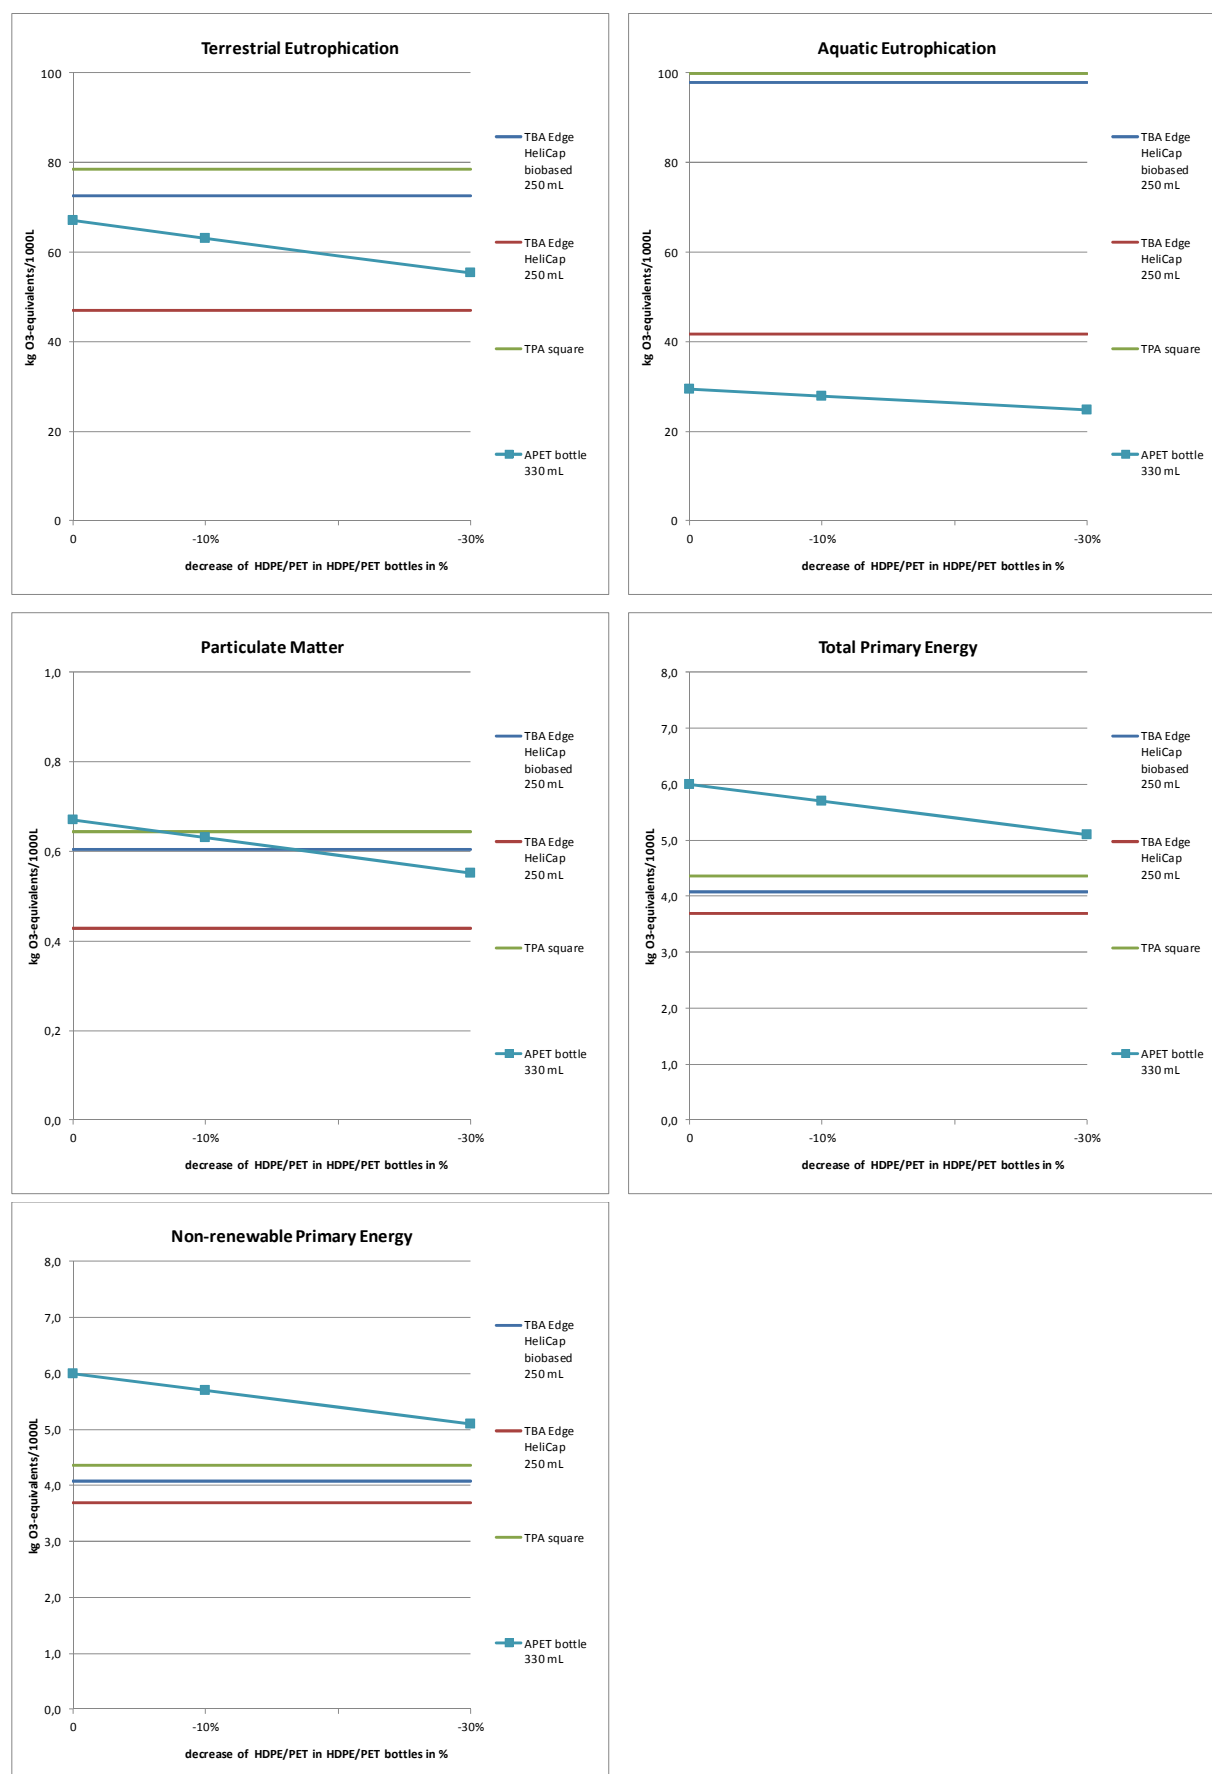 Terrestrial Eutrophication
100
80
60
40
20
0
kg O3-equivalents/1000L
0
-10%
-30%
decrease of HDPE/PET in HDPE/PET bottles in %
TBA Edge
HeliCap
biobased
250 mL
TBA Edge
HeliCap
250 mL
TPA square
APET bottle
330 mL
Aquatic Eutrophication
100
80
60
40
20
0
kg O3-equivalents/1000L
0
-10%
-30%
decrease of HDPE/PET in HDPE/PET bottles in %
TBA Edge
HeliCap
biobased
250 mL
TBA Edge
HeliCap
250 mL
TPA square
APET bottle
330 mL
Particulate Matter
1,0
0,8
0,6
0,4
0,2
0,0
kg O3-equivalents/1000L
0
-10%
-30%
decrease of HDPE/PET in HDPE/PET bottles in %
TBA Edge
HeliCap
biobased
250 mL
TBA Edge
HeliCap
250 mL
TPA square
APET bottle
330 mL
Total Primary Energy
8,0
7,0
6,0
5,0
4,0
3,0
2,0
1,0
0,0
kg O3-equivalents/1000L
0
-10%
-30%
decrease of HDPE/PET in HDPE/PET bottles in %
TBA Edge
HeliCap
biobased
250 mL
TBA Edge
HeliCap
250 mL
TPA square
APET bottle
330 mL
Non-renewable Primary Energy
8,0
7,0
6,0
5,0
4,0
3,0
2,0
1,0
0,0
kg O3-equivalents/1000L
0
-10%
-30%
decrease of HDPE/PET in HDPE/PET bottles in %
TBA Edge
HeliCap
biobased
250 mL
TBA Edge
HeliCap
250 mL
TPA square
APET bottle
330 mL